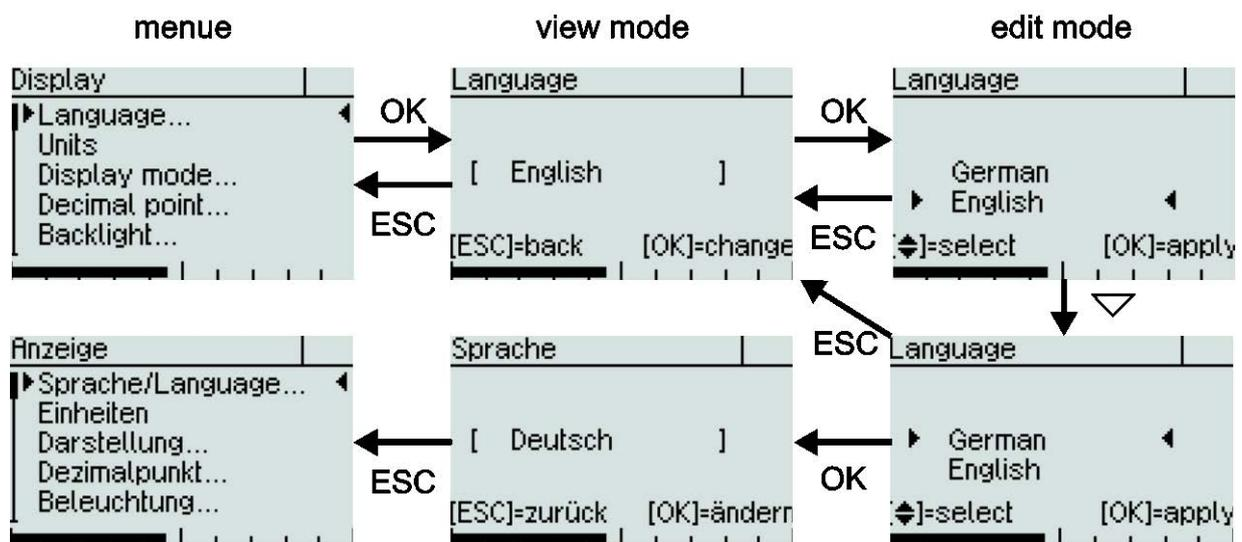 menue
view mode
edit mode
Display
Language...
Units
Display mode...
Decimal point...
Backlight...
OK
ESC
Language
[ English ]
[ESC]=back [OK]=change
OK
ESC
Language
German
English
]=select [OK]=apply
ESC
Anzeige
Sprache/Language...
Einheiten
Darstellung...
Dezimalpunkt...
Beleuchtung...
ESC
Sprache
[ Deutsch ]
[ESC]=zurück [OK]=ändern
OK
Language
German
English
]=select [OK]=apply